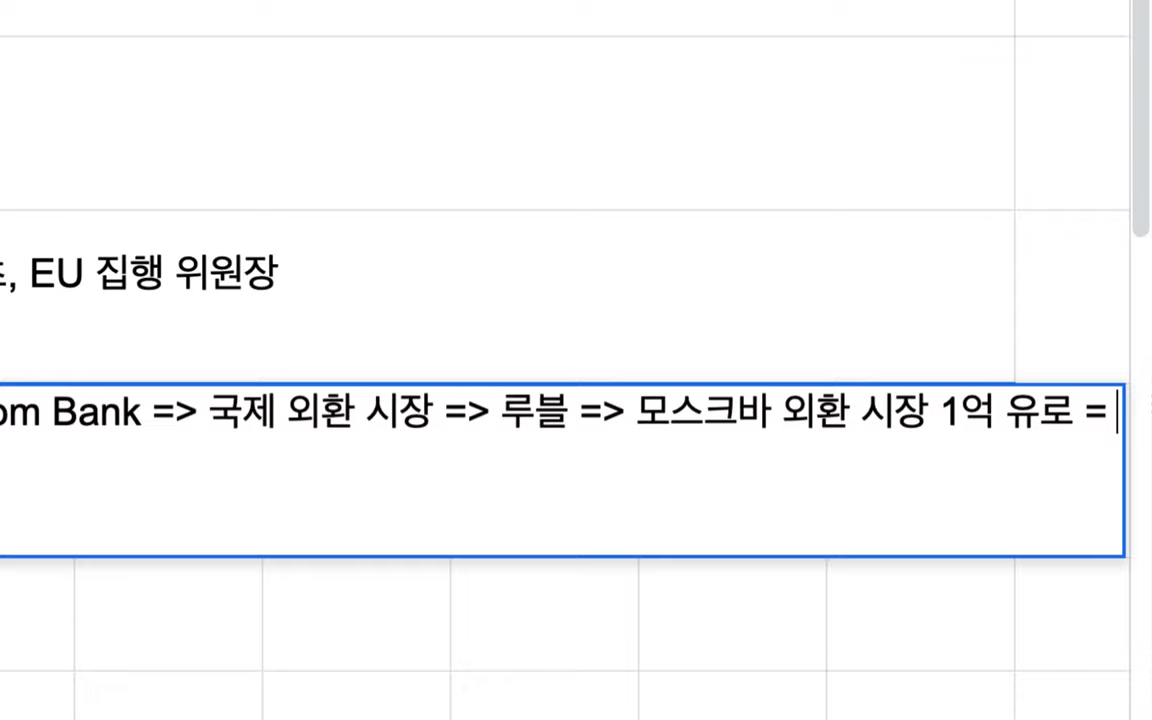 , EU 집행 위원장
Bank => 국제 외환 시장 => 루블 => 모스크바 외환 시장 1억 유로 =